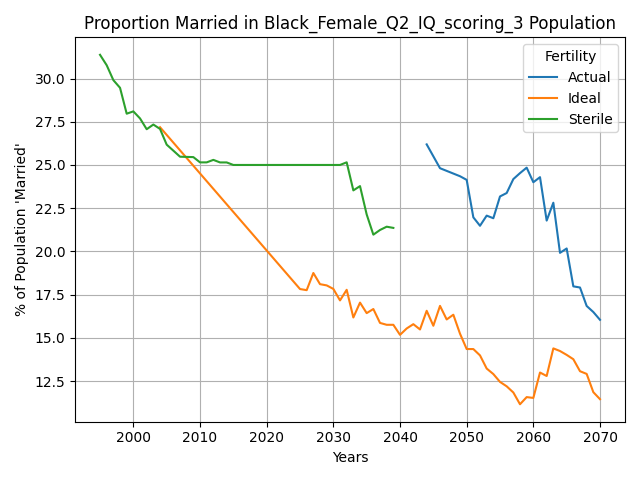 Proportion Married in Black_Female_Q2_IQ_scoring_3 Population
% of Population 'Married'
30.0
27.5
25.0
22.5
20.0
17.5
15.0
12.5
Fertility
Actual
Ideal
Sterile
2000
2010
2020
2030
2040
2050
2060
2070
Years